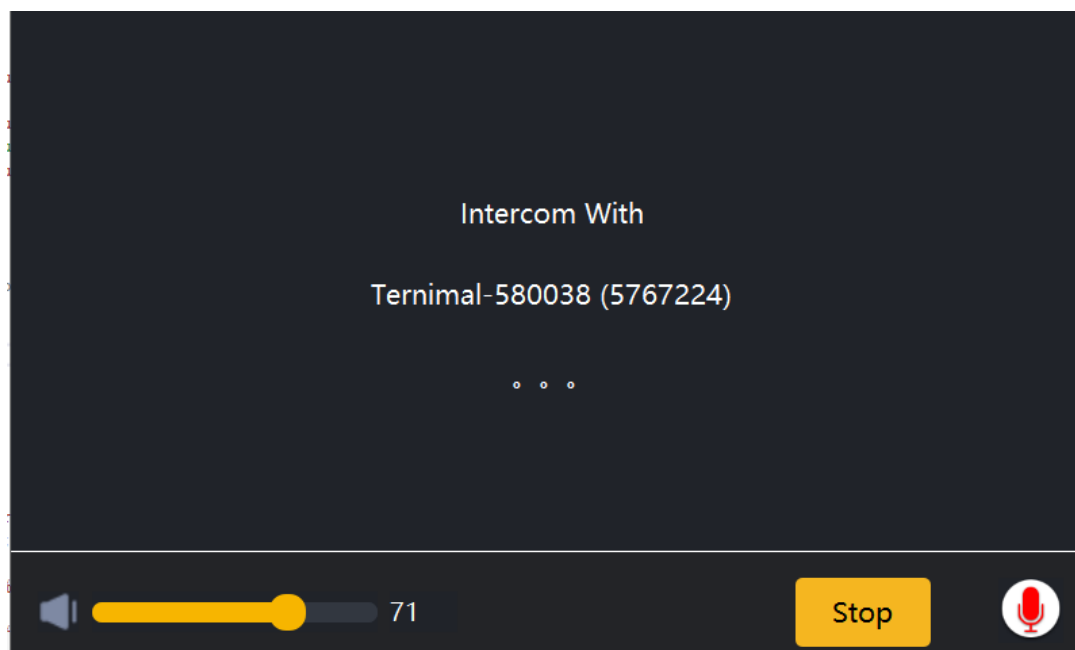 Intercom With
Ternimal-580038 (5767224)
。。。
71
Stop